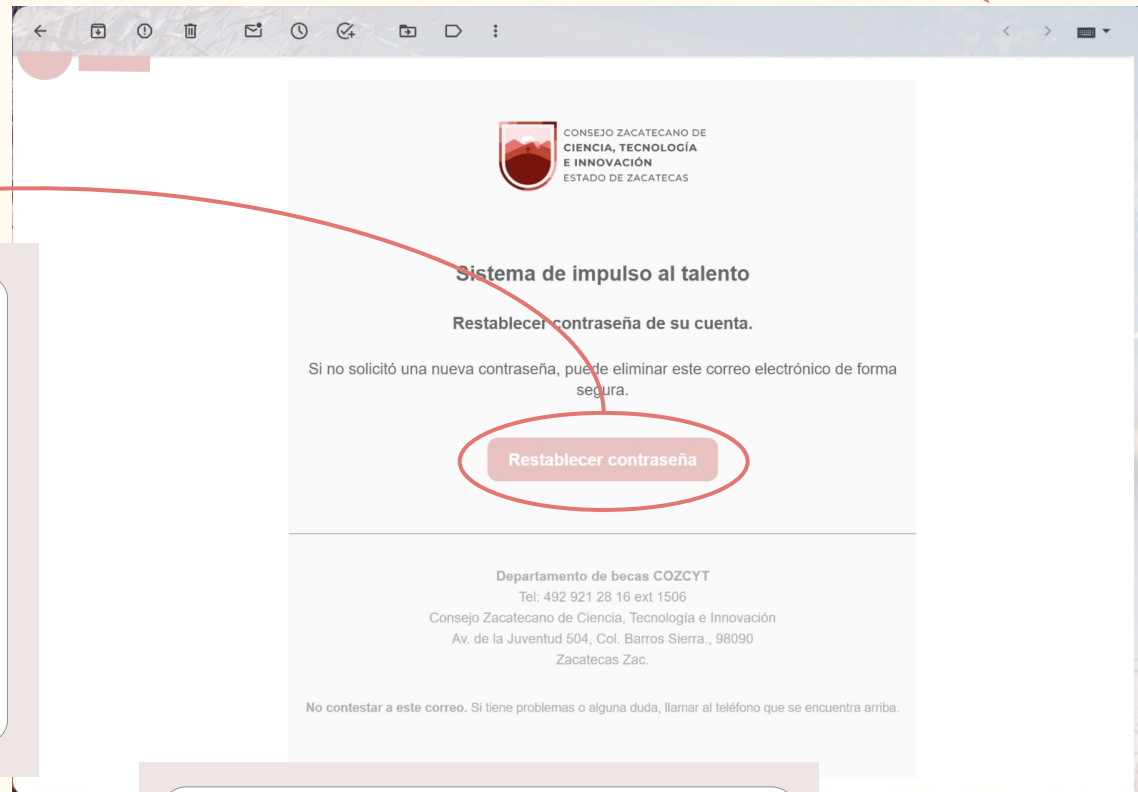 CONSEJO ZACATECANO DE
CIENCIA, TECNOLOGÍA
E INNOVACIÓN
ESTADO DE ZACATECAS
Sistema de impulso al talento
Restablecer contraseña de su cuenta.
Si no solicitó una nueva contraseña, puede eliminar este correo electrónico de forma
segura.
Restablecer contraseña
Departamento de becas COZCYT
Tel: 492 921 28 16 ext 1506
Consejo Zacatecano de Ciencia, Tecnología e Innovación
Av. de la Juventud 504, Col. Barros Sierra., 98090
Zacatecas Zac.
No contestar a este correo. Si tiene problemas o alguna duda, llamar al teléfono que se encuentra arriba.